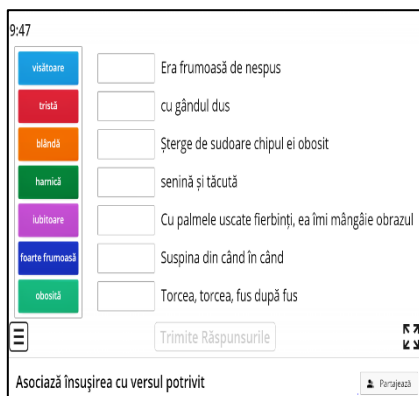 9:47
visătoare
Era frumoasă de nespus
tristă
cu gândul dus
blândă
Șterge de sudoare chipul ei obosit
harnică
senină și tăcută
iubitoare
Cu palmele uscate fierbinți, ea îmi mângâie obrazul
foarte frumoasă
Suspina din când în când
obosită
Torcea, torcea, fus după fus
Trimite Răspunsurile
Asociază însușirea cu versul potrivit
Partajează